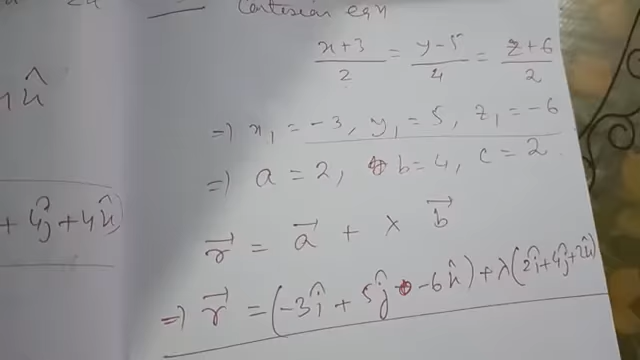 Cartesian eqn
x+3/2 = y-5/4 = z+6/2
=) x₁ = -3, y₁ = 5, z₁ = -6
=) a = 2, b = 4, c = 2
+ 4ĵ + 4k̂)
r⃗ = a⃗ + λ b⃗
=) r⃗ = (-3î + 5ĵ - 6k̂) + λ(2î+4ĵ+2k̂)